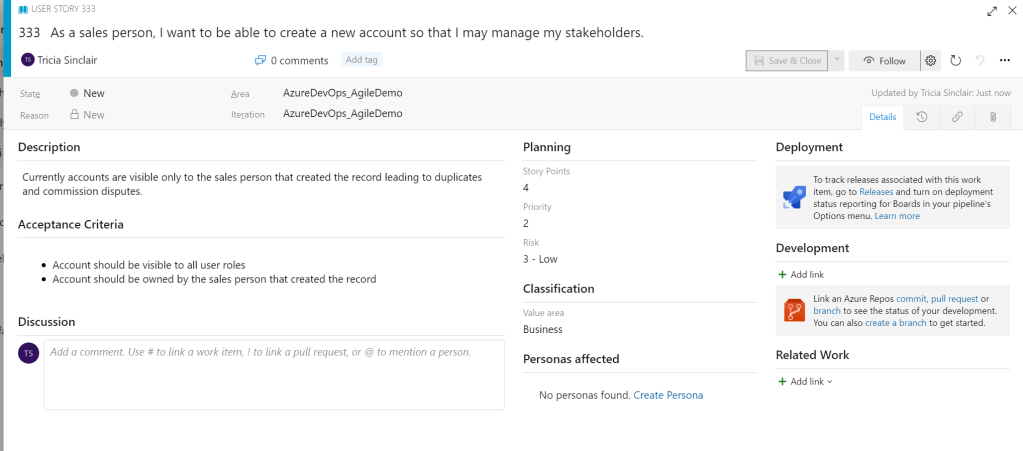 USER STORY 333
333 As a sales person, I want to be able to create a new account so that I may manage my stakeholders.
TS Tricia Sinclair
0 comments
Add tag
Save & Close
Follow
State
New
Area
AzureDevOps_AgileDemo
Updated by Tricia Sinclair: Just now
Reason
New
Iteration
AzureDevOps_AgileDemo
Details
Description
Currently accounts are visible only to the sales person that created the record leading to duplicates
and commission disputes.
Acceptance Criteria
• Account should be visible to all user roles
• Account should be owned by the sales person that created the record
Discussion
TS
Add a comment. Use # to link a work item, ! to link a pull request, or @ to mention a person.
Planning
Story Points
4
Priority
2
Risk
3 - Low
Classification
Value area
Business
Personas affected
No personas found. Create Persona
Deployment
To track releases associated with this work
item, go to Releases and turn on deployment
status reporting for Boards in your pipeline's
Options menu. Learn more
Development
+ Add link
Link an Azure Repos commit, pull request or
branch to see the status of your development.
You can also create a branch to get started.
Related Work
+ Add link